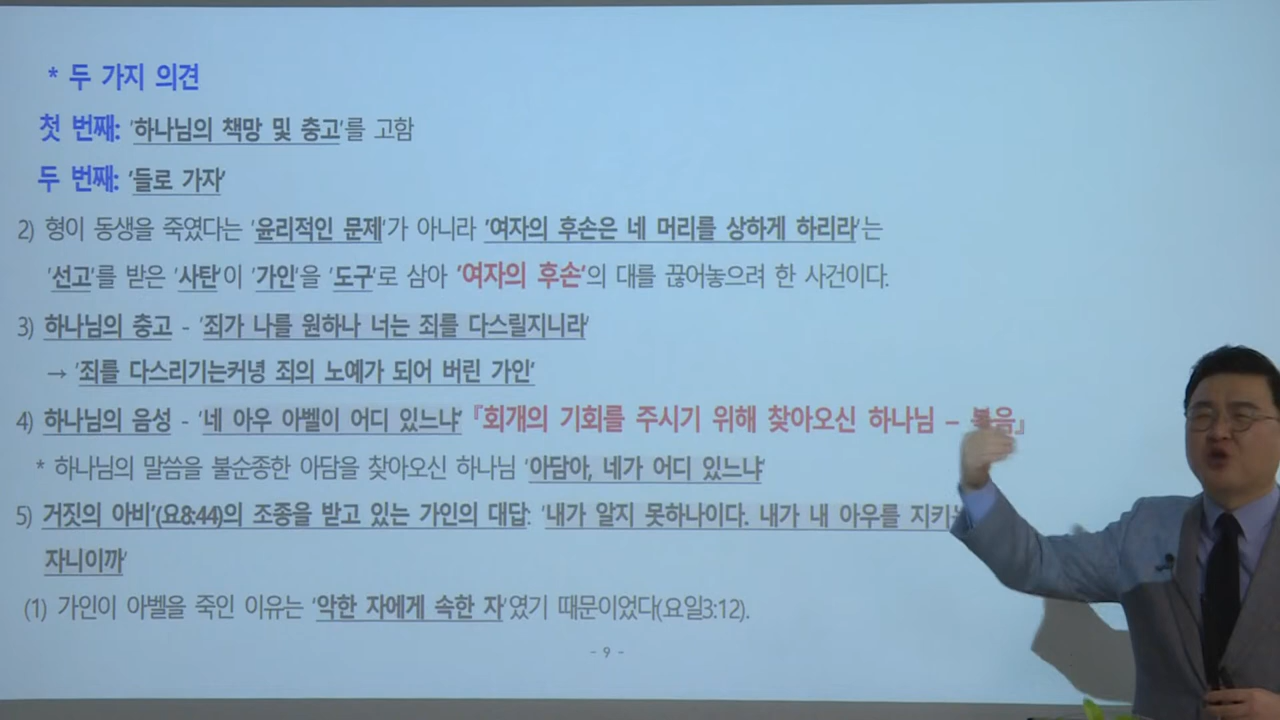 * 두 가지 의견
첫 번째: '하나님의 책망 및 충고'를 고함
두 번째: '들로 가자'
2) 형이 동생을 죽였다는 '윤리적인 문제'가 아니라 '여자의 후손은 네 머리를 상하게 하리라'는
'선고'를 받은 '사탄'이 '가인'을 '도구'로 삼아 '여자의 후손'의 대를 끊어놓으려 한 사건이다.
3) 하나님의 충고 - '죄가 나를 원하나 너는 죄를 다스릴지니라'
→ '죄를 다스리기는커녕 죄의 노예가 되어 버린 가인'
4) 하나님의 음성 - '네 아우 아벨이 어디 있느냐' 『회개의 기회를 주시기 위해 찾아오신 하나님 – 』
* 하나님의 말씀을 불순종한 아담을 찾아오신 하나님 '아담아, 네가 어디 있느냐'
5) 거짓의 아비'(요8:44)의 조종을 받고 있는 가인의 대답: '내가 알지 못하나이다. 내가 내 아우를 지키
자니이까'
(1) 가인이 아벨을 죽인 이유는 '악한 자에게 속한 자'였기 때문이었다(요일3:12).
- 9 -